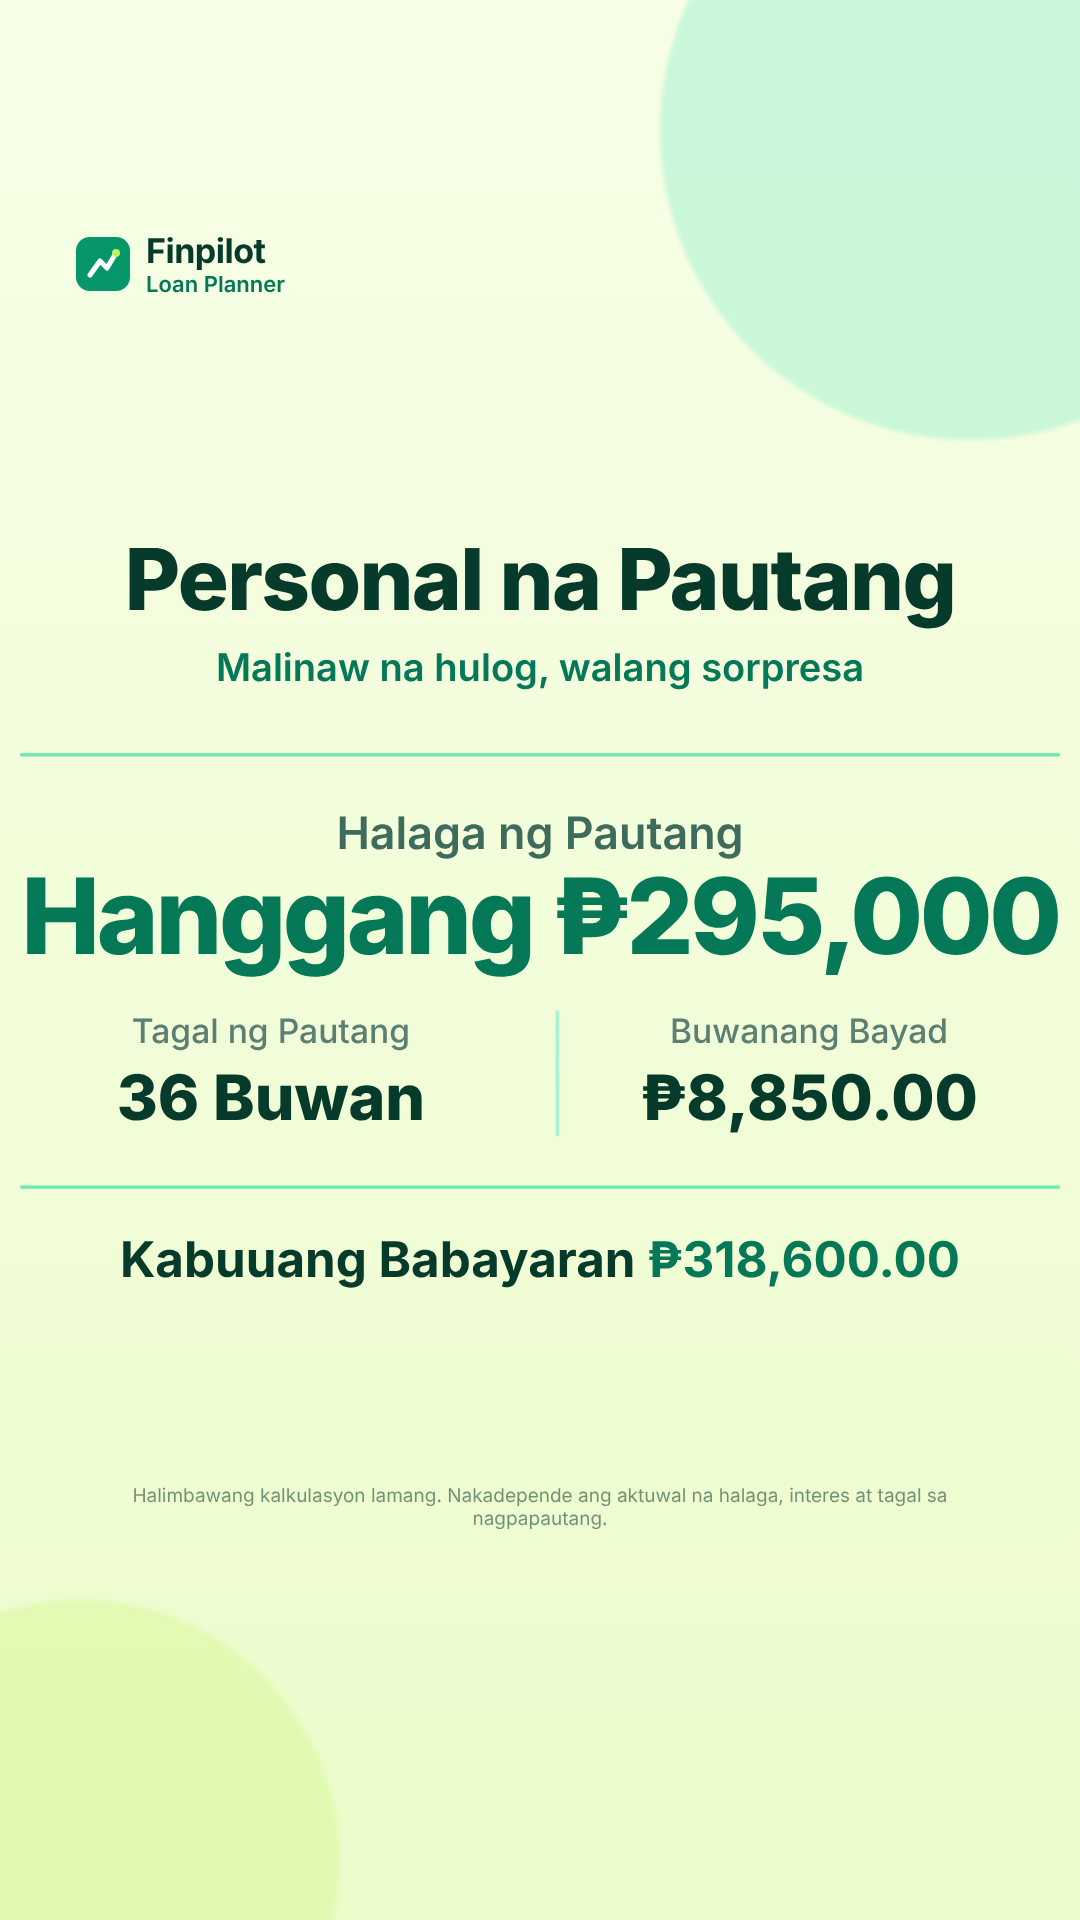 Finpilot
Loan Planner
Personal na Pautang
Malinaw na hulog, walang sorpresa
Halaga ng Pautang
Hanggang ₱295,000
Tagal ng Pautang
36 Buwan
Buwanang Bayad
₱8,850.00
Kabuuang Babayaran ₱318,600.00
Halimbawang kalkulasyon lamang. Nakadepende ang aktuwal na halaga, interes at tagal sa
nagpapautang.